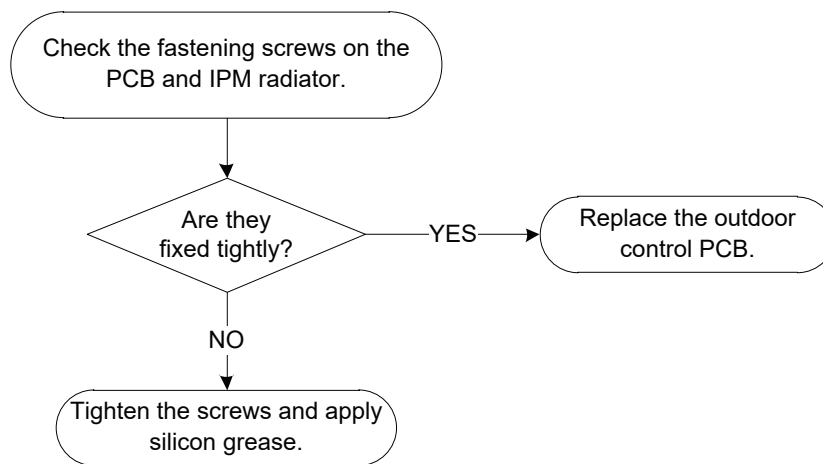 Check the fastening screws on the
PCB and IPM radiator.
Are they
fixed tightly?
YES
Replace the outdoor
control PCB.
NO
Tighten the screws and apply
silicon grease.